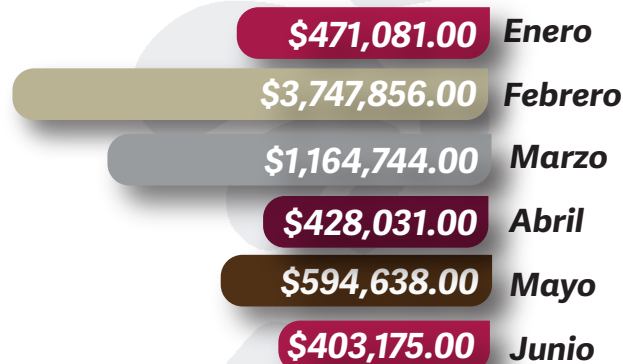 $471,081.00 Enero
$3,747,856.00 Febrero
$1,164,744.00 Marzo
$428,031.00 Abril
$594,638.00 Mayo
$403,175.00 Junio